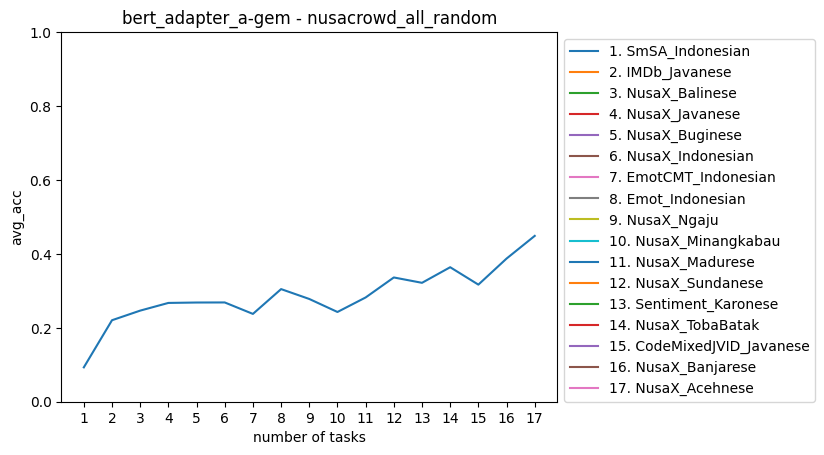 bert_adapter_a-gem - nusacrowd_all_random
1.0
0.8
0.6
0.4
0.2
0.0
avg_acc
1 2 3 4 5 6 7 8 9 10 11 12 13 14 15 16 17
number of tasks
1. SmSA_Indonesian
2. IMDb_Javanese
3. NusaX_Balinese
4. NusaX_Javanese
5. NusaX_Buginese
6. NusaX_Indonesian
7. EmotCMT_Indonesian
8. Emot_Indonesian
9. NusaX_Ngaju
10. NusaX_Minangkabau
11. NusaX_Madurese
12. NusaX_Sundanese
13. Sentiment_Karonese
14. NusaX_TobaBatak
15. CodeMixedJVID_Javanese
16. NusaX_Banjarese
17. NusaX_Acehnese